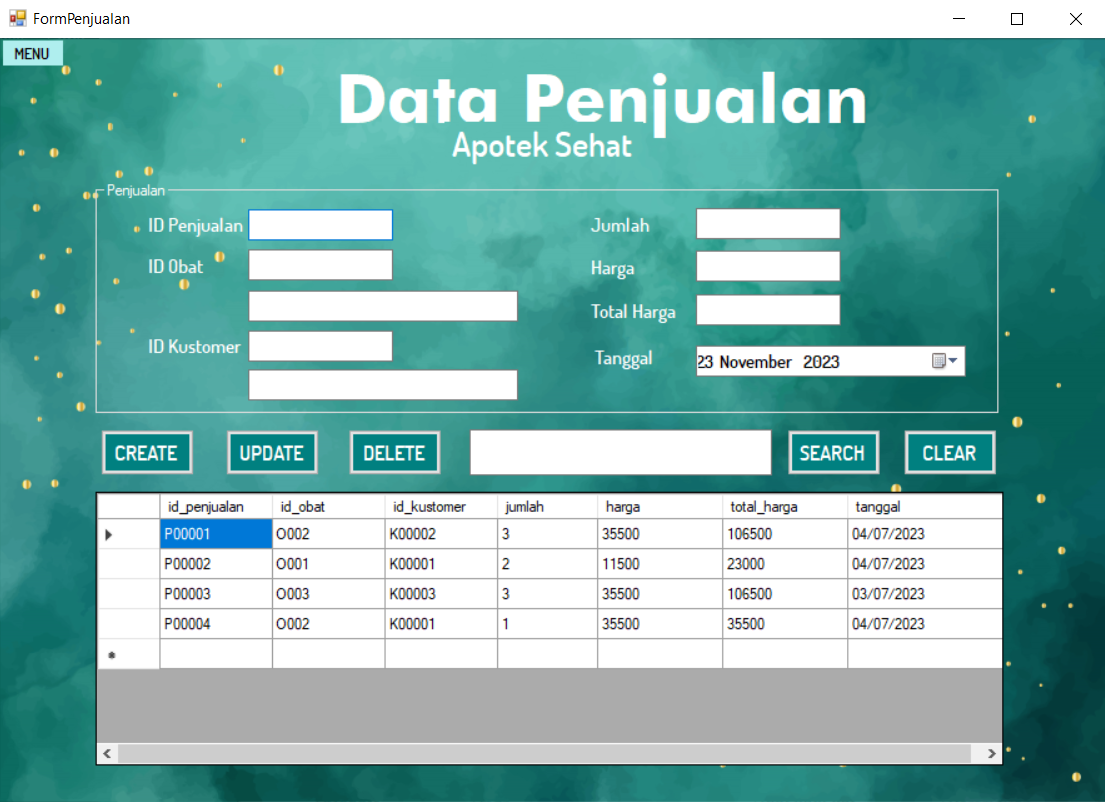 FormPenjualan
MENU
Data Penjualan
Apotek Sehat
Penjualan
ID Penjualan
Jumlah
ID Obat
Harga
Total Harga
ID Kustomer
Tanggal
23 November 2023
CREATE UPDATE DELETE SEARCH CLEAR
id_penjualan id_obat id_kustomer jumlah harga total_harga tanggal
P00001 O002 K00002 3 35500 106500 04/07/2023
P00002 O001 K00001 2 11500 23000 04/07/2023
P00003 O003 K00003 3 35500 106500 03/07/2023
P00004 O002 K00001 1 35500 35500 04/07/2023